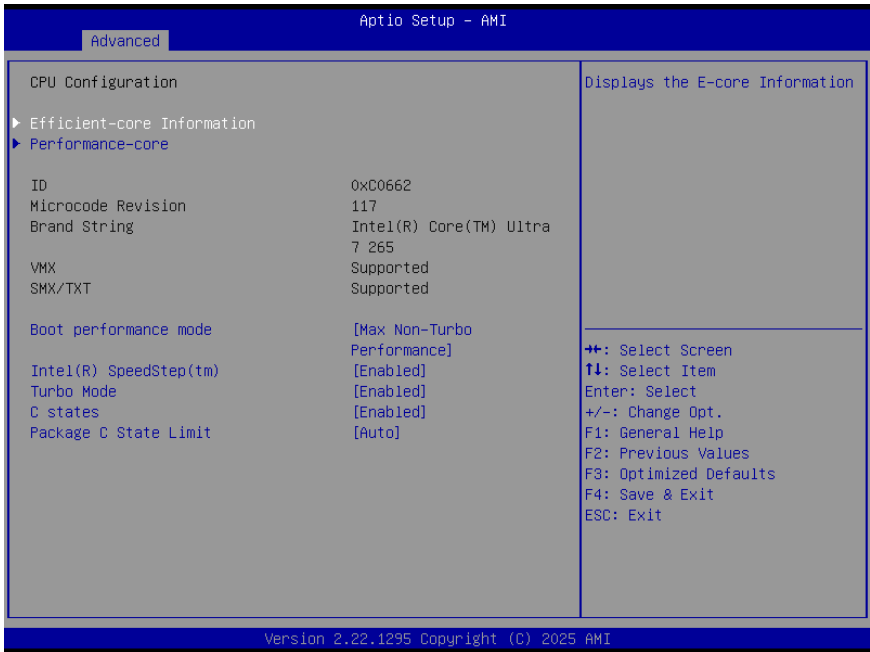 Aptio Setup – AMI
Advanced
CPU Configuration
Efficient-core Information
Performance-core
ID 0xC0662
Microcode Revision 117
Brand String Intel(R) Core(TM) Ultra
7 265
VMX Supported
SMX/TXT Supported
Boot performance mode [Max Non-Turbo
Performance]
Intel(R) SpeedStep(tm) [Enabled]
Turbo Mode [Enabled]
C states [Enabled]
Package C State Limit [Auto]
Displays the E-core Information
→←: Select Screen
↑↓: Select Item
Enter: Select
+/-: Change Opt.
F1: General Help
F2: Previous Values
F3: Optimized Defaults
F4: Save & Exit
ESC: Exit
Version 2.22.1295 Copyright (C) 2025 AMI